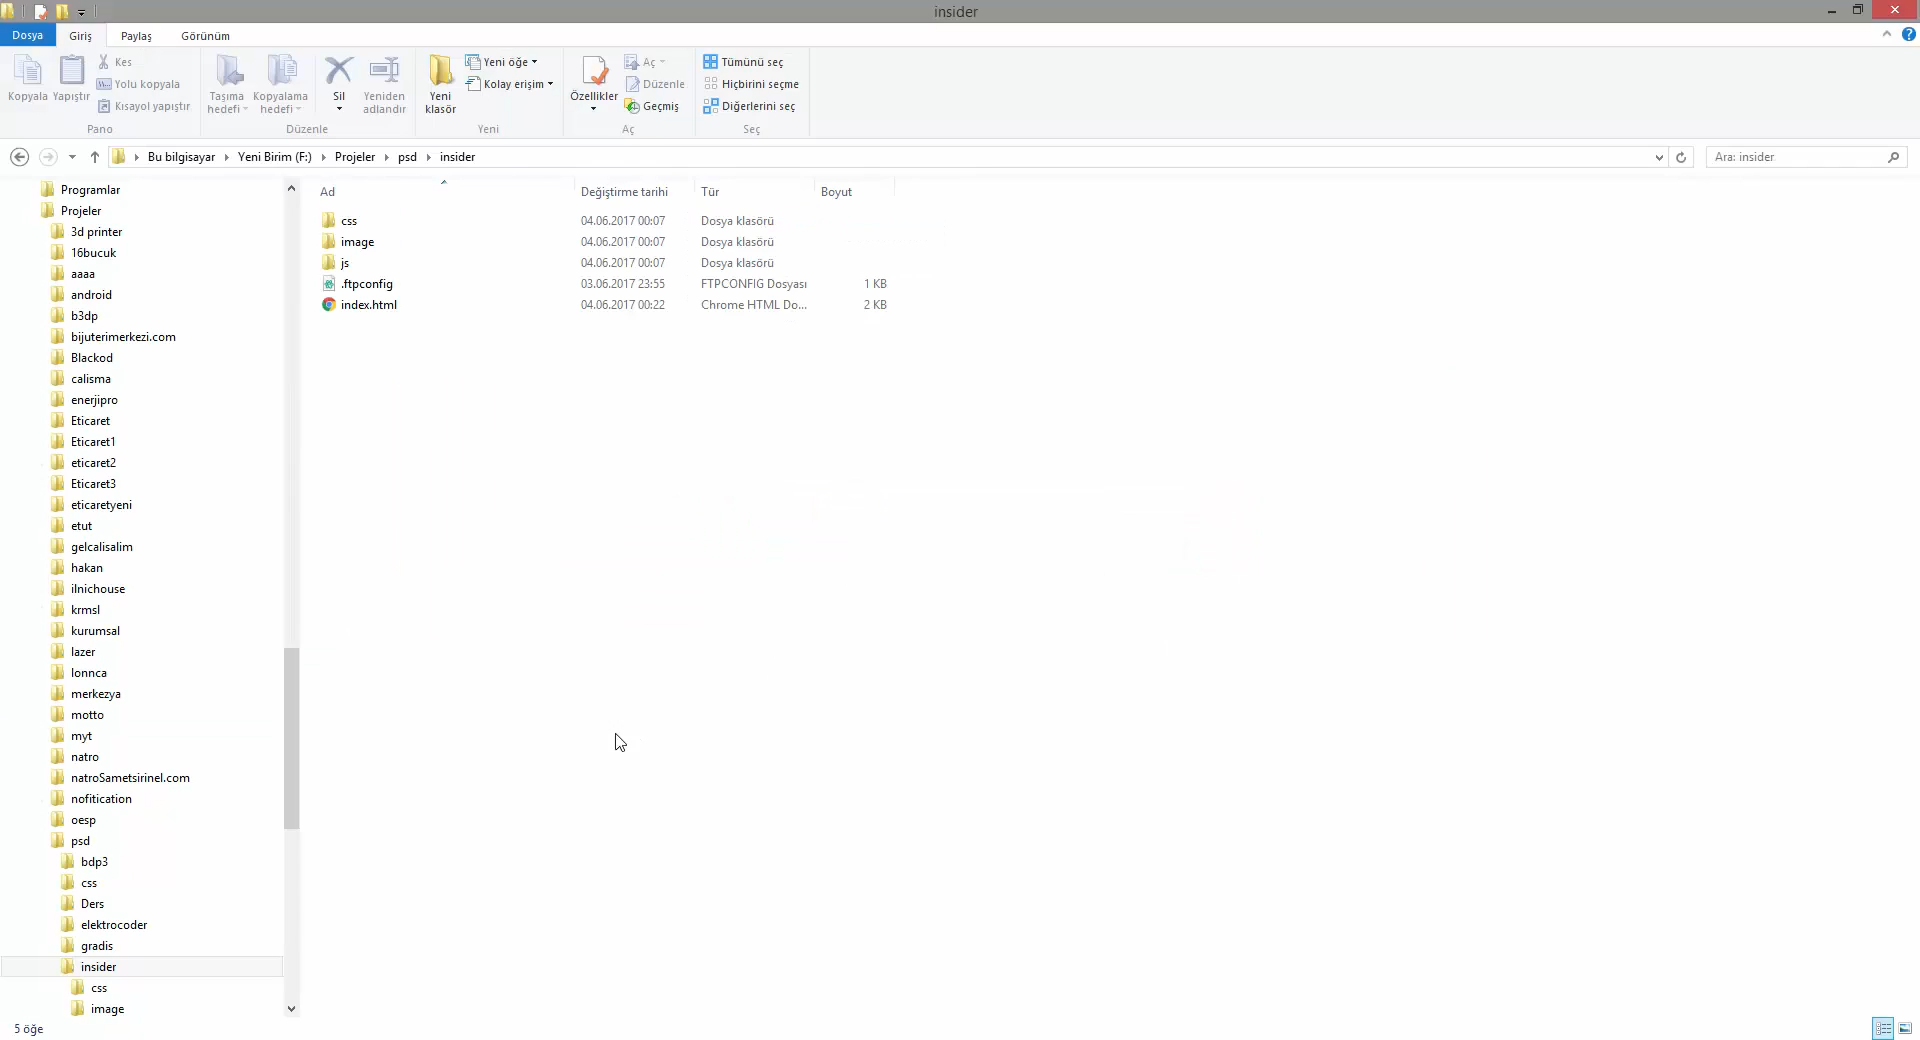 insider
Dosya Giriş Paylaş Görünüm
Kopyala Yapıştır Kes Yolu kopyala Kısayol yapıştır
Pano
Taşıma hedefi Kopyalama hedefi Sil Yeniden adlandır
Düzenle
Yeni klasör Yeni öğe Kolay erişim
Yeni
Özellikler Aç Düzenle Geçmiş
Aç
Tümünü seç
Hiçbirini seçme
Diğerlerini seç
Seç
Bu bilgisayar Yeni Birim (F:) Projeler psd insider
Ara: insider
Programlar
Projeler
3d printer
16bucuk
aaaa
android
b3dp
bijuterimerkezi.com
Blackod
calisma
enerjipro
Eticaret
Eticaret1
eticaret2
Eticaret3
eticaretyeni
etut
gelcalisalim
hakan
ilnichouse
krmsl
kurumsal
lazer
lonnca
merkezya
motto
myt
natro
natroSametsirinel.com
nofitication
oesp
psd
bdp3
css
Ders
elektrocoder
gradis
insider
css
image
Ad Değiştirme tarihi Tür Boyut
css 04.06.2017 00:07 Dosya klasörü
image 04.06.2017 00:07 Dosya klasörü
js 04.06.2017 00:07 Dosya klasörü
.ftpconfig 03.06.2017 23:55 FTPCONFIG Dosyası 1 KB
index.html 04.06.2017 00:22 Chrome HTML Do... 2 KB
5 öğe